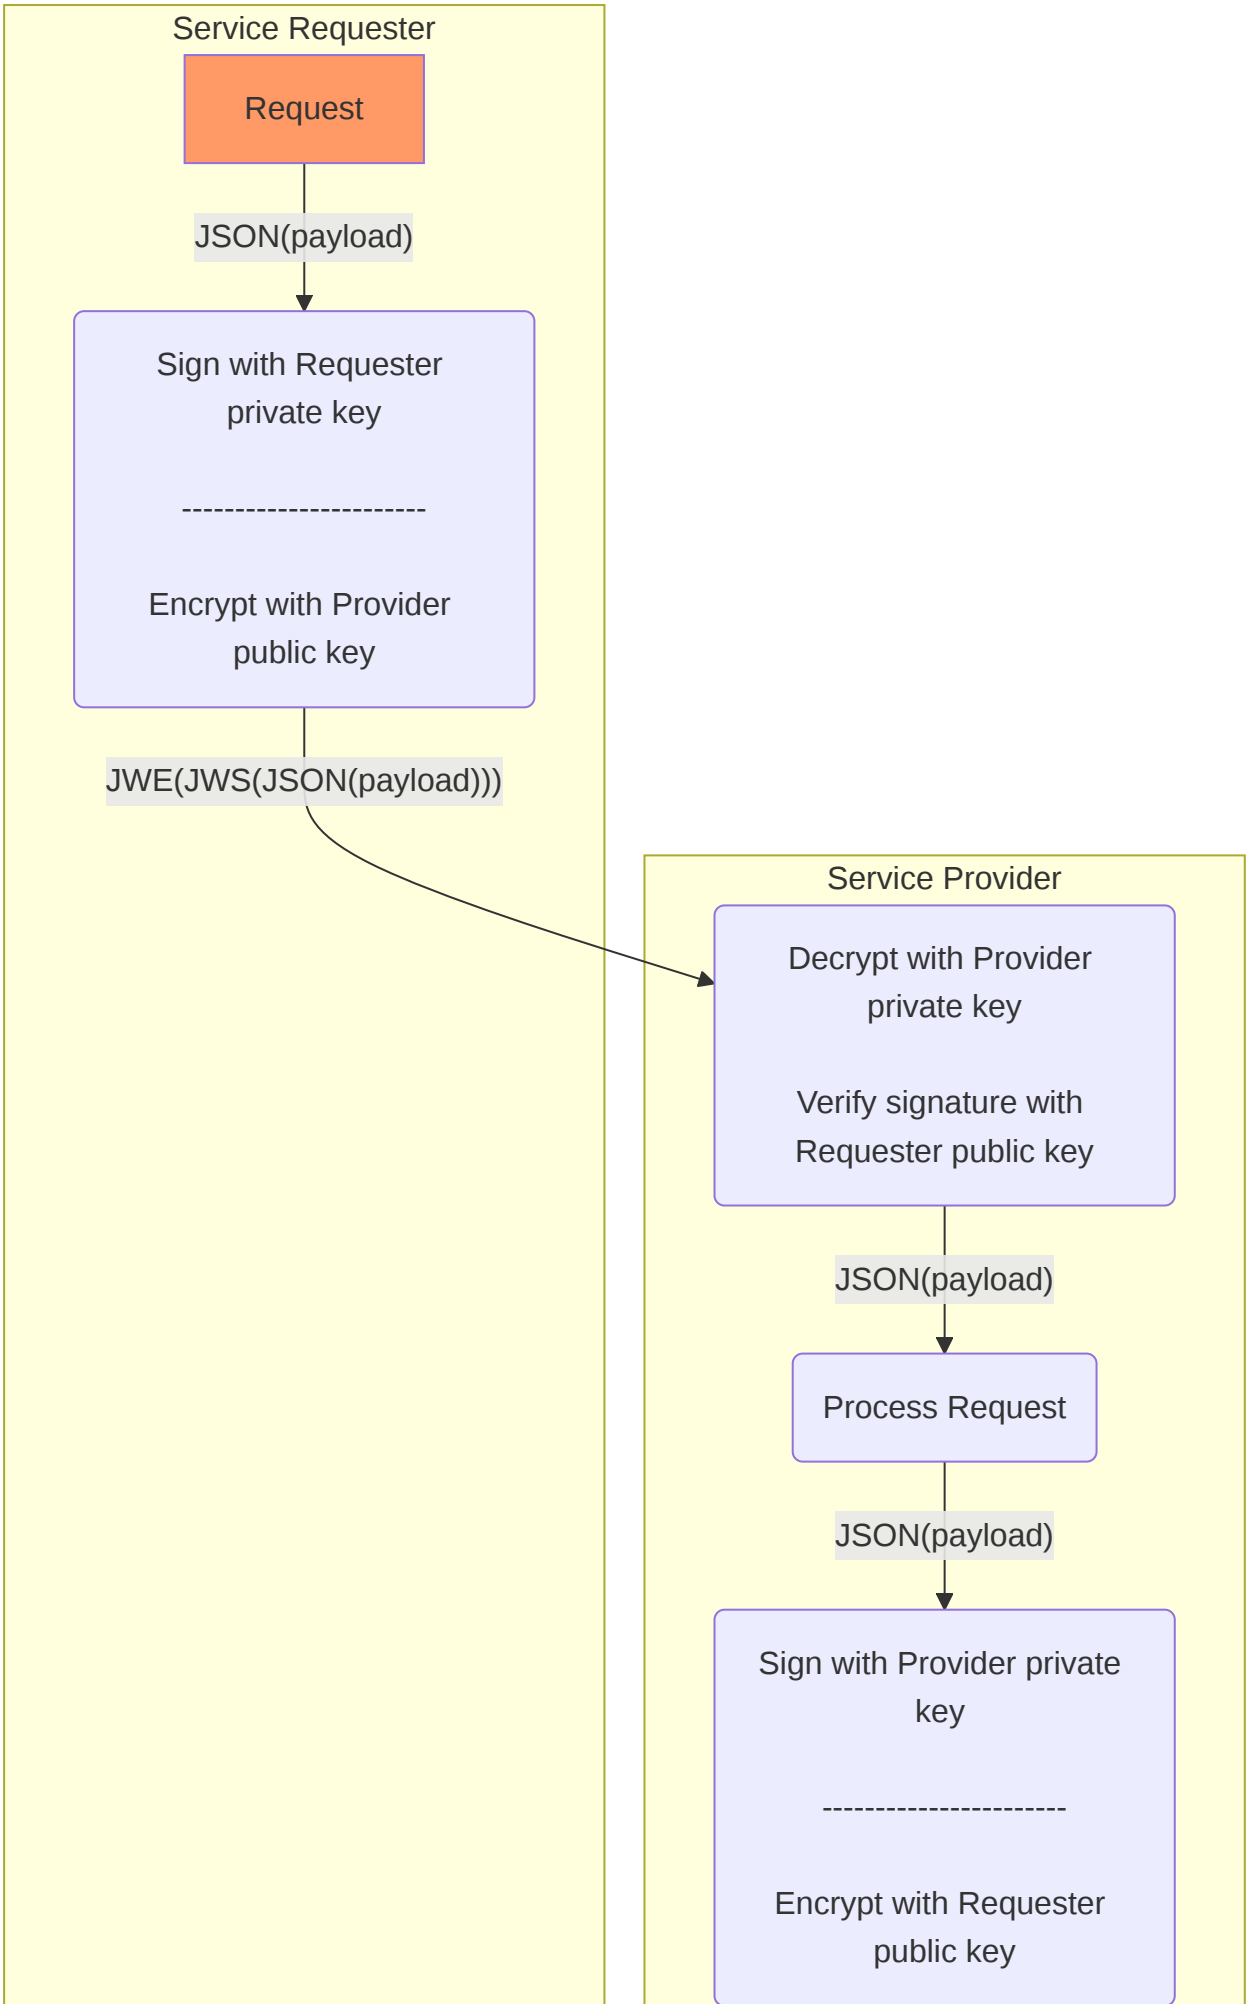 Service Requester
Request
JSON(payload)
Sign with Requester
private key
-----------------------
Encrypt with Provider
public key
JWE(JWS(JSON(payload)))
Service Provider
Decrypt with Provider
private key
Verify signature with
Requester public key
JSON(payload)
Process Request
JSON(payload)
Sign with Provider private
key
-----------------------
Encrypt with Requester
public key